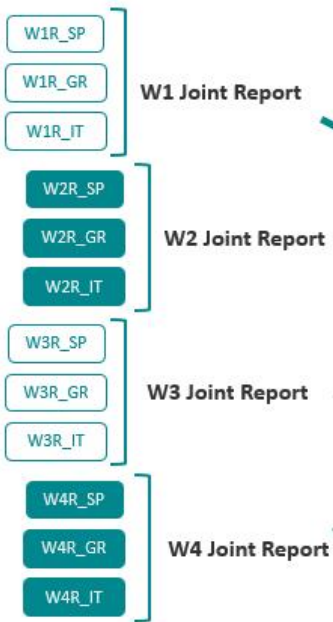 W1R_SP
W1R_GR
W1 Joint Report
W1R_IT
W2R_SP
W2R_GR
W2 Joint Report
W2R_IT
W3R_SP
W3R_GR
W3 Joint Report
W3R_IT
W4R_SP
W4R_GR
W4 Joint Report
W4R_IT